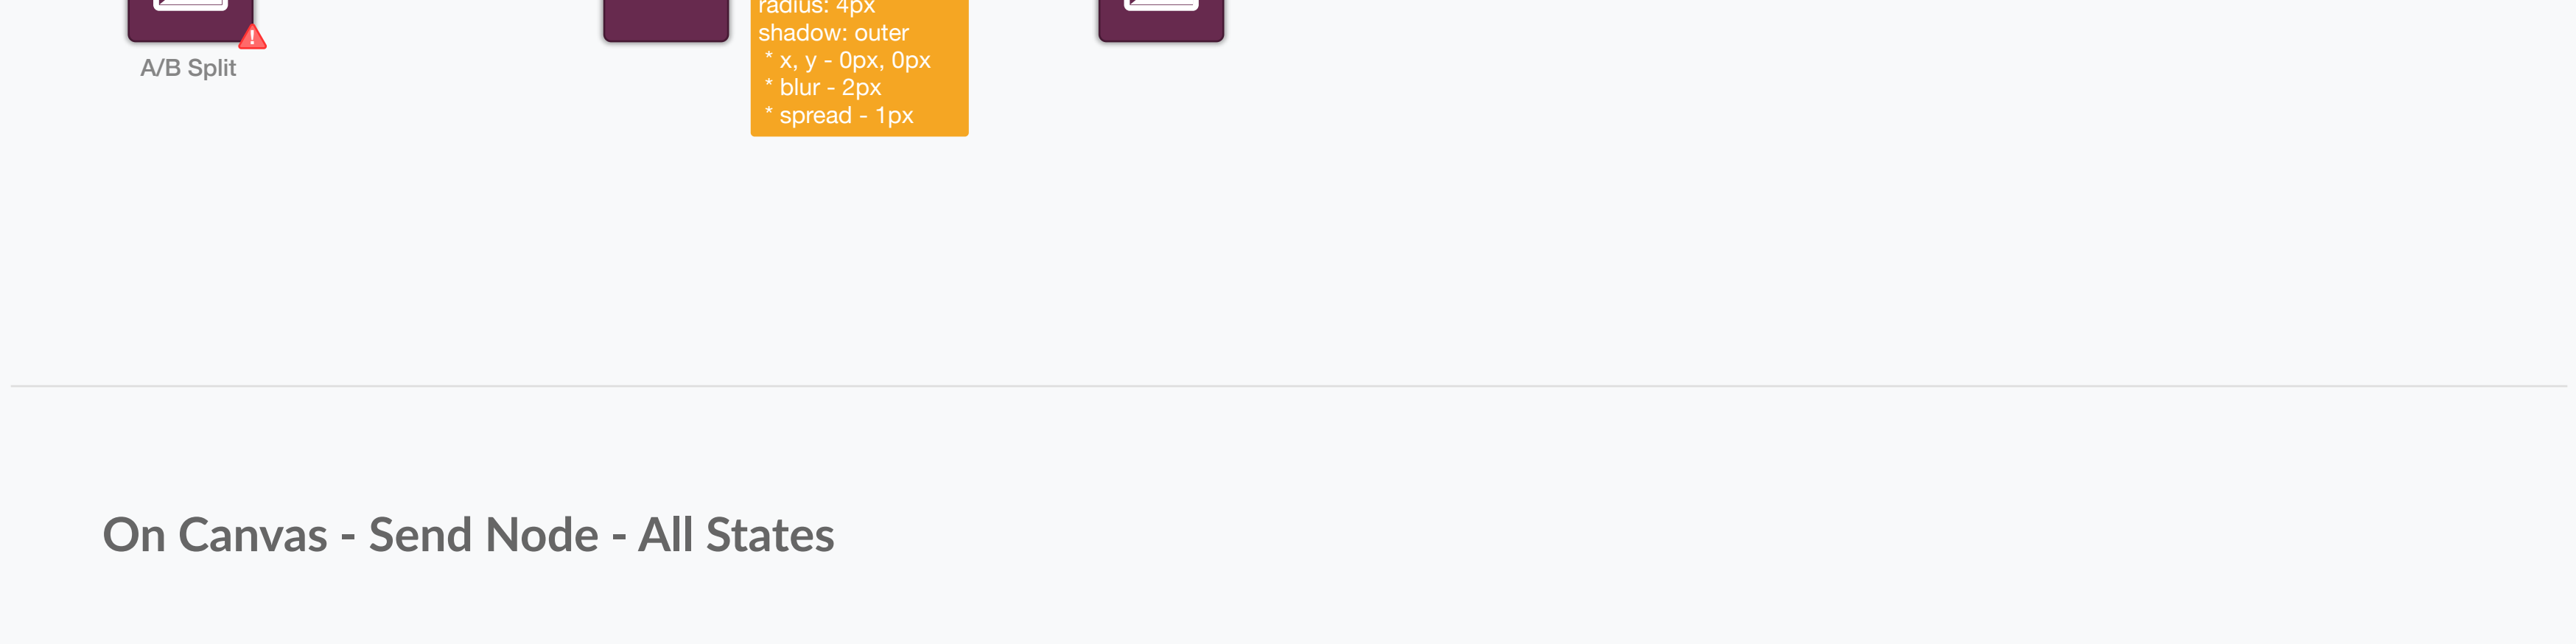 radius: 4px
shadow: outer
* x, y - 0px, 0px
* blur - 2px
* spread - 1px
A/B Split
On Canvas - Send Node - All States